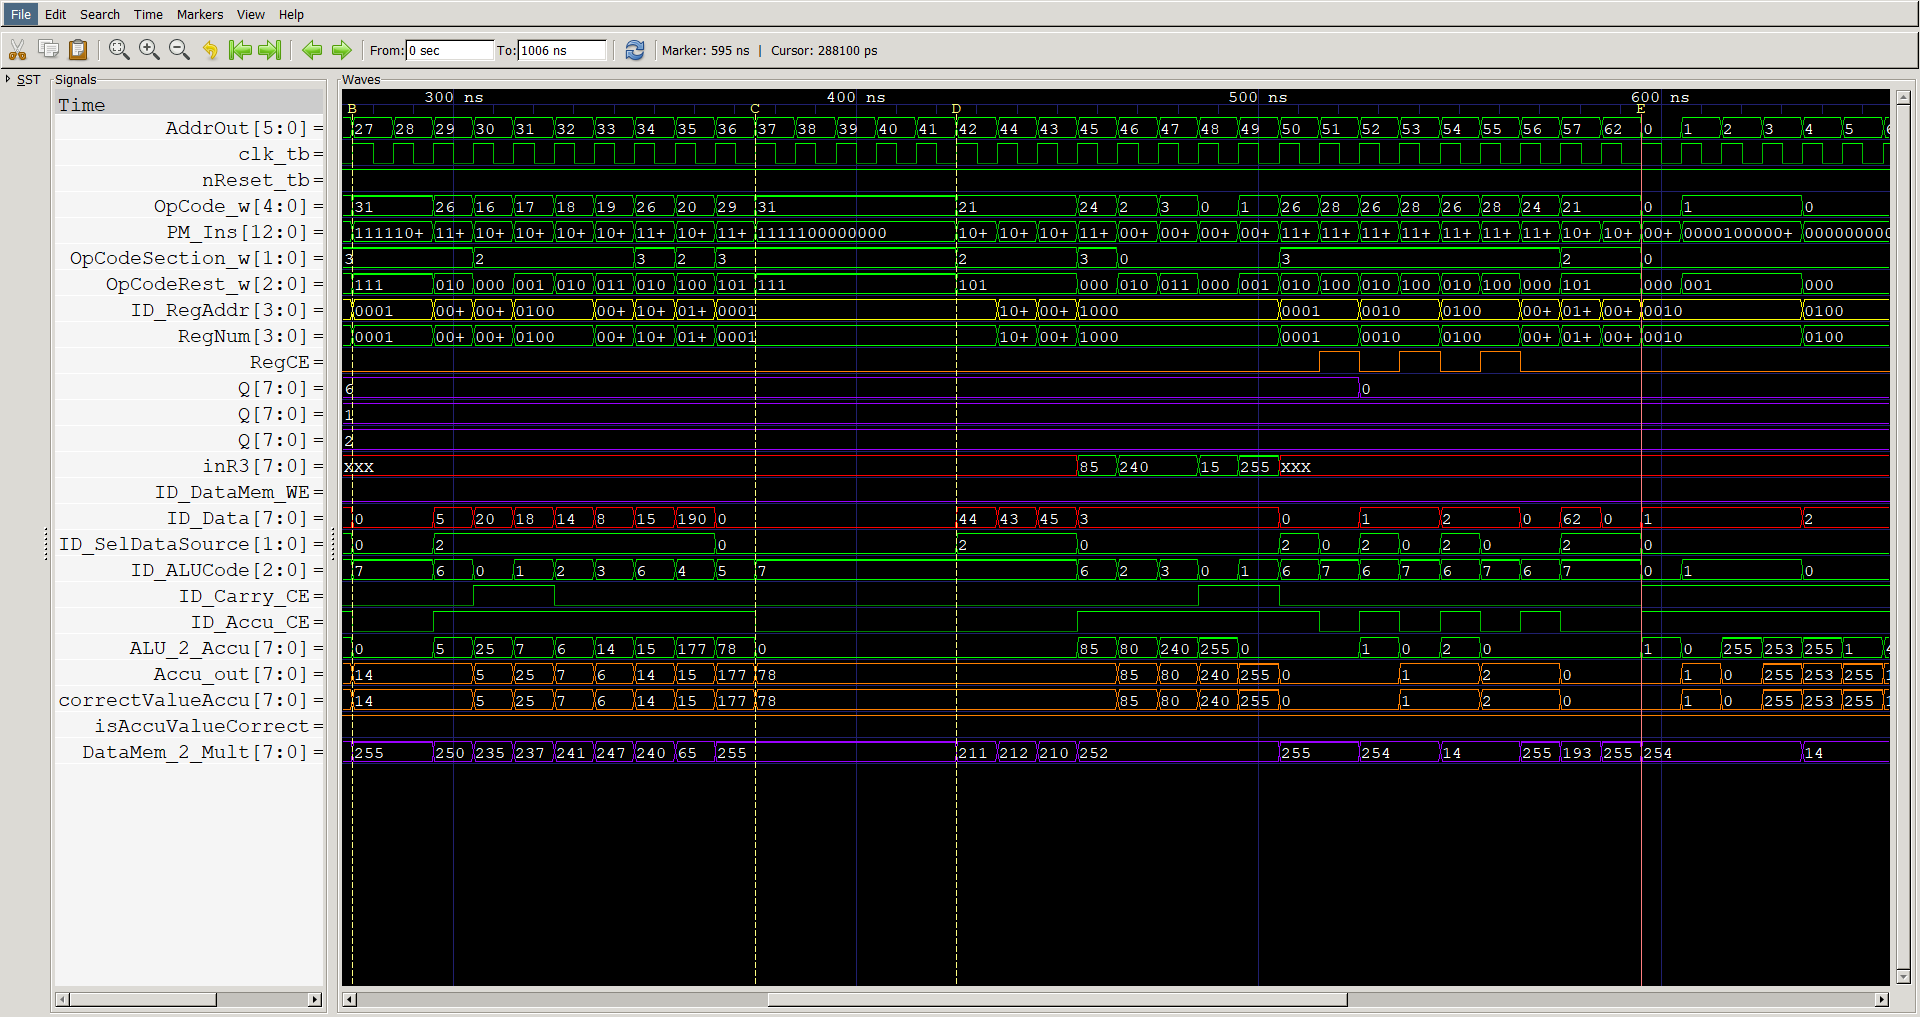 File Edit Search Time Markers View Help
From: 0 sec To: 1006 ns Marker: 595 ns | Cursor: 288100 ps
SST Signals Waves
Time 300 ns 400 ns 500 ns 600 ns
B C D E
AddrOut[5:0] = 27 28 29 30 31 32 33 34 35 36 37 38 39 40 41 42 44 43 45 46 47 48 49 50 51 52 53 54 55 56 57 62 0 1 2 3 4 5
clk_tb =
nReset_tb =
OpCode_w[4:0] = 31 26 16 17 18 19 26 20 29 31 21 24 2 3 0 1 26 28 26 28 26 28 24 21 0 1 0
PM_Ins[12:0] = 111110+ 11+ 10+ 10+ 10+ 10+ 11+ 10+ 11+ 1111100000000 10+ 10+ 10+ 11+ 00+ 00+ 00+ 00+ 11+ 11+ 11+ 11+ 11+ 11+ 11+ 10+ 10+ 00+ 0000100000+ 000000000
OpCodeSection_w[1:0] = 3 2 3 2 3 2 3 0 3 2 0
OpCodeRest_w[2:0] = 111 010 000 001 010 011 010 100 101 111 101 000 010 011 000 001 010 100 010 100 010 100 000 101 000 001 000
ID_RegAddr[3:0] = 0001 00+ 00+ 0100 00+ 10+ 01+ 0001 10+ 00+ 1000 0001 0010 0100 00+ 01+ 00+ 0010 0100
RegNum[3:0] = 0001 00+ 00+ 0100 00+ 10+ 01+ 0001 10+ 00+ 1000 0001 0010 0100 00+ 01+ 00+ 0010 0100
RegCE =
Q[7:0] = 6 0
Q[7:0] = 1
Q[7:0] = 2
inR3[7:0] = xxx 85 240 15 255 xxx
ID_DataMem_WE =
ID_Data[7:0] = 0 5 20 18 14 8 15 190 0 44 43 45 3 0 1 2 0 62 0 1 2
ID_SelDataSource[1:0] = 0 2 0 2 0 2 0 2 0 2 0 2 0
ID_ALUCode[2:0] = 7 6 0 1 2 3 6 4 5 7 6 2 3 0 1 6 7 6 7 6 7 6 7 0 1 0
ID_Carry_CE =
ID_Accu_CE =
ALU_2_Accu[7:0] = 0 5 25 7 6 14 15 177 78 0 85 80 240 255 0 1 0 2 0 1 0 255 253 255 1
Accu_out[7:0] = 14 5 25 7 6 14 15 177 78 85 80 240 255 0 1 2 0 1 0 255 253 255
correctValueAccu[7:0] = 14 5 25 7 6 14 15 177 78 85 80 240 255 0 1 2 0 1 0 255 253 255
isAccuValueCorrect =
DataMem_2_Mult[7:0] = 255 250 235 237 241 247 240 65 255 211 212 210 252 255 254 14 255 193 255 254 14